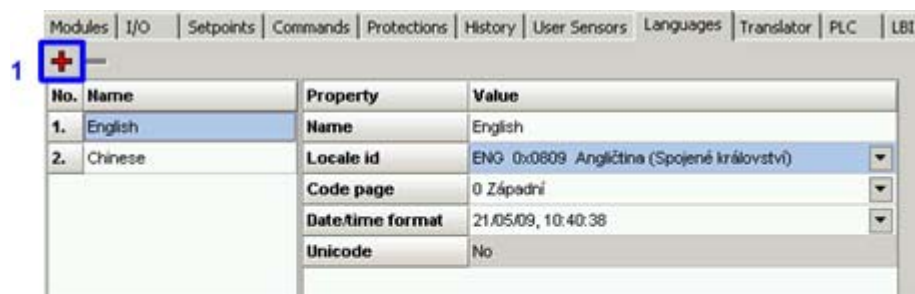 Modules I/O Setpoints Commands Protections History User Sensors Languages Translator PLC LBI
1
No. Name Property Value
1. English Name English
2. Chinese Locale id ENG 0x0809 Angličtina (Spojené království)
Code page 0 Západní
Date/time format 21/05/09, 10:40:38
Unicode No